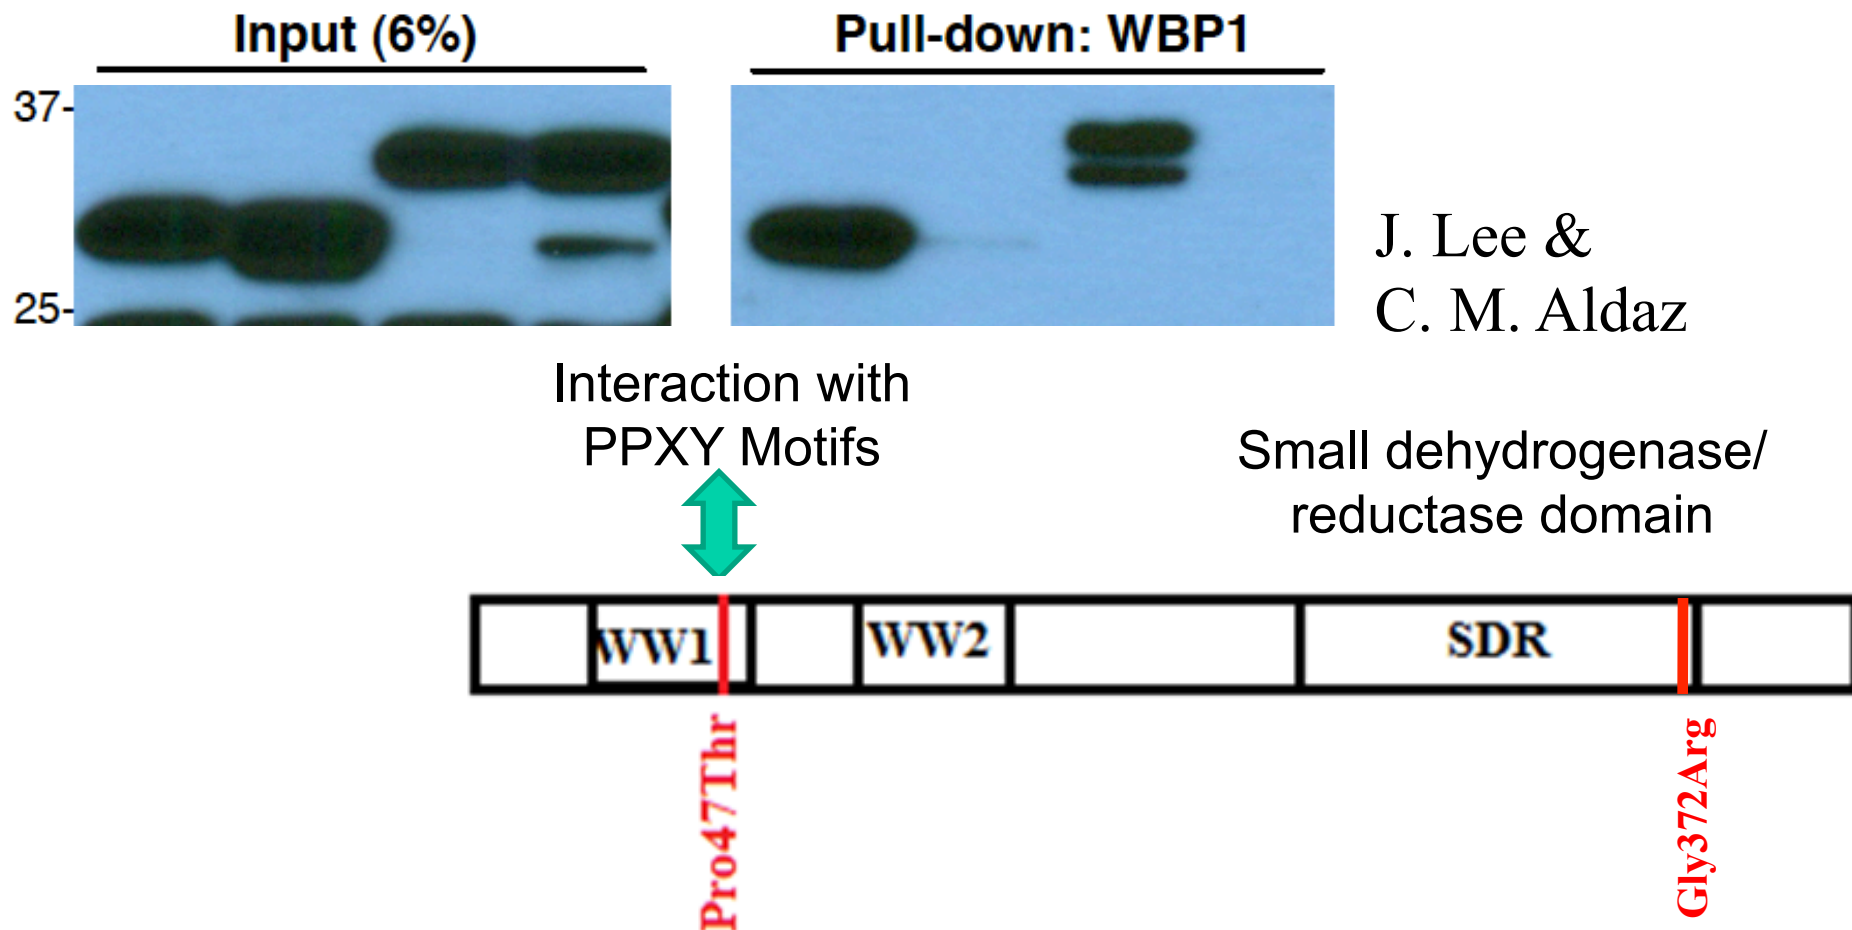 Input (6%)
Pull-down: WBP1
37-
25-
J. Lee &
C. M. Aldaz
Interaction with
PPXY Motifs
Small dehydrogenase/
reductase domain
WW1
WW2
SDR
Pro47Thr
Gly372Arg